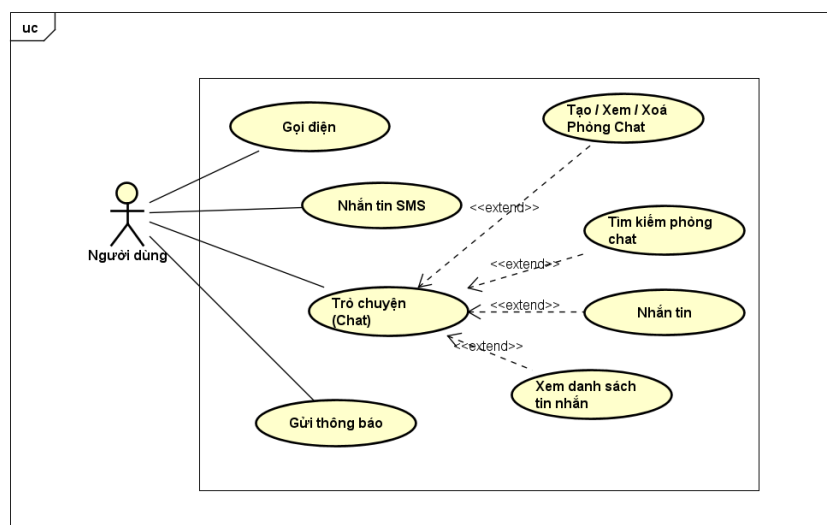 uc
Gọi điện
Tạo / Xem / Xoá
Phòng Chat
Nhắn tin SMS
<<extend>>
Tìm kiếm phòng
chat
Người dùng
<<extend>>
Trò chuyện
(Chat)
<<extend>>
Nhắn tin
<<extend>>
Xem danh sách
tin nhắn
Gửi thông báo